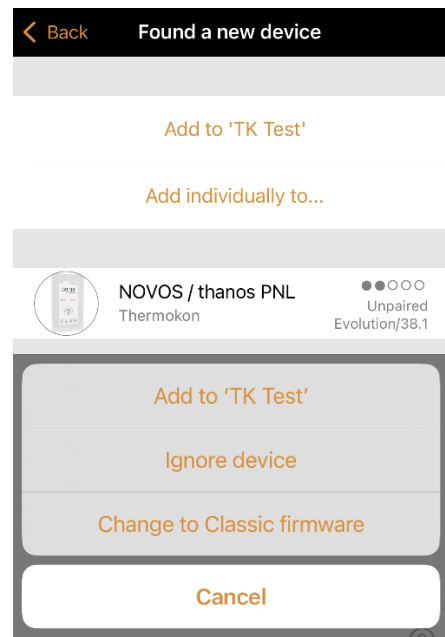 Back
Found a new device
Add to 'TK Test'
Add individually to...
NOVOS / thanos PNL
Thermokon
Unpaired
Evolution/38.1
Add to ‘TK Test’
Ignore device
Change to Classic firmware
Cancel